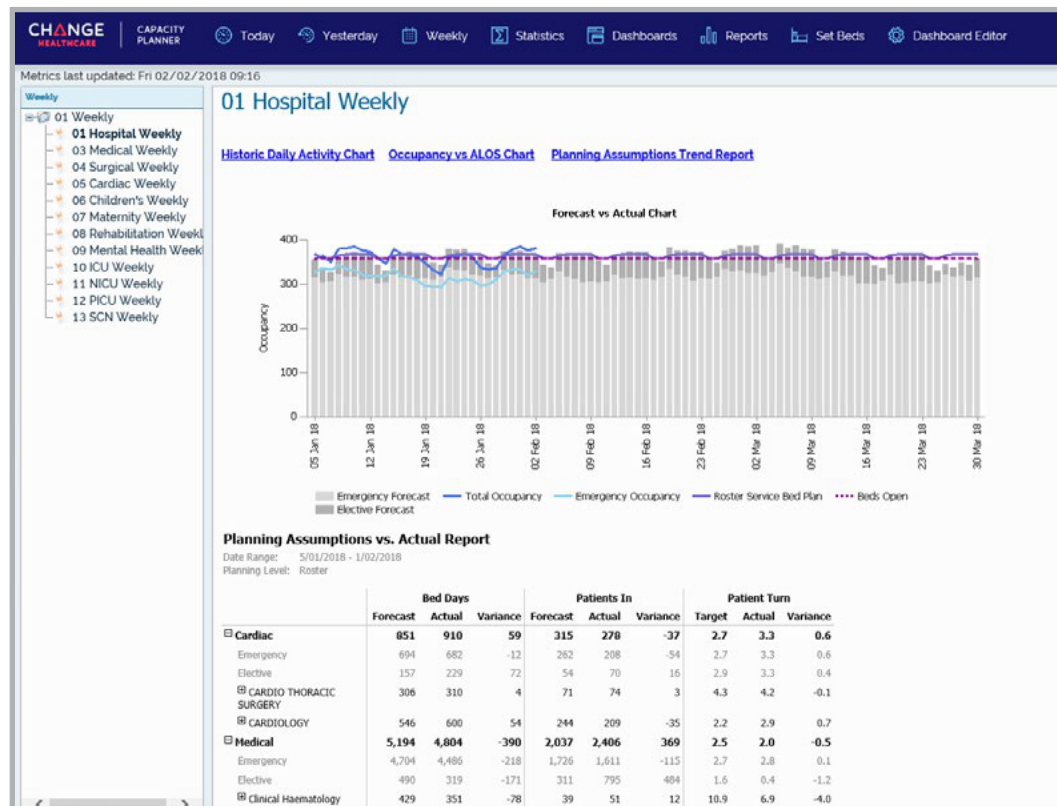 CHANGE HEALTHCARE
CAPACITY PLANNER
Today Yesterday Weekly Statistics Dashboards Reports Set Beds Dashboard Editor
Metrics last updated: Fri 02/02/2018 09:16
Weekly
01 Weekly
01 Hospital Weekly
03 Medical Weekly
04 Surgical Weekly
05 Cardiac Weekly
06 Children's Weekly
07 Maternity Weekly
08 Rehabilitation Weekl
09 Mental Health Week
10 ICU Weekly
11 NICU Weekly
12 PICU Weekly
13 SCN Weekly
01 Hospital Weekly
Historic Daily Activity Chart Occupancy vs ALOS Chart Planning Assumptions Trend Report
Forecast vs Actual Chart
Occupancy
400
300
200
100
0
05 Jan 18 12 Jan 18 19 Jan 18 26 Jan 18 02 Feb 18 09 Feb 18 16 Feb 18 23 Feb 18 02 Mar 18 09 Mar 18 16 Mar 18 23 Mar 18 30 Mar 18
Emergency Forecast Total Occupancy Emergency Occupancy Roster Service Bed Plan Beds Open
Elective Forecast
Planning Assumptions vs. Actual Report
Date Range: 5/01/2018 - 1/02/2018
Planning Level: Roster
Bed Days Patients In Patient Turn
Forecast Actual Variance Forecast Actual Variance Target Actual Variance
Cardiac 851 910 59 315 278 -37 2.7 3.3 0.6
Emergency 694 682 -12 262 208 -54 2.7 3.3 0.6
Elective 157 229 72 54 70 16 2.9 3.3 0.4
CARDIO THORACIC SURGERY 306 310 4 71 74 3 4.3 4.2 -0.1
CARDIOLOGY 546 600 54 244 209 -35 2.2 2.9 0.7
Medical 5,194 4,804 -390 2,037 2,406 369 2.5 2.0 -0.5
Emergency 4,704 4,486 -218 1,726 1,611 -115 2.7 2.8 0.1
Elective 490 319 -171 311 795 484 1.6 0.4 -1.2
Clinical Haematology 429 351 -78 39 51 12 10.9 6.9 -4.0